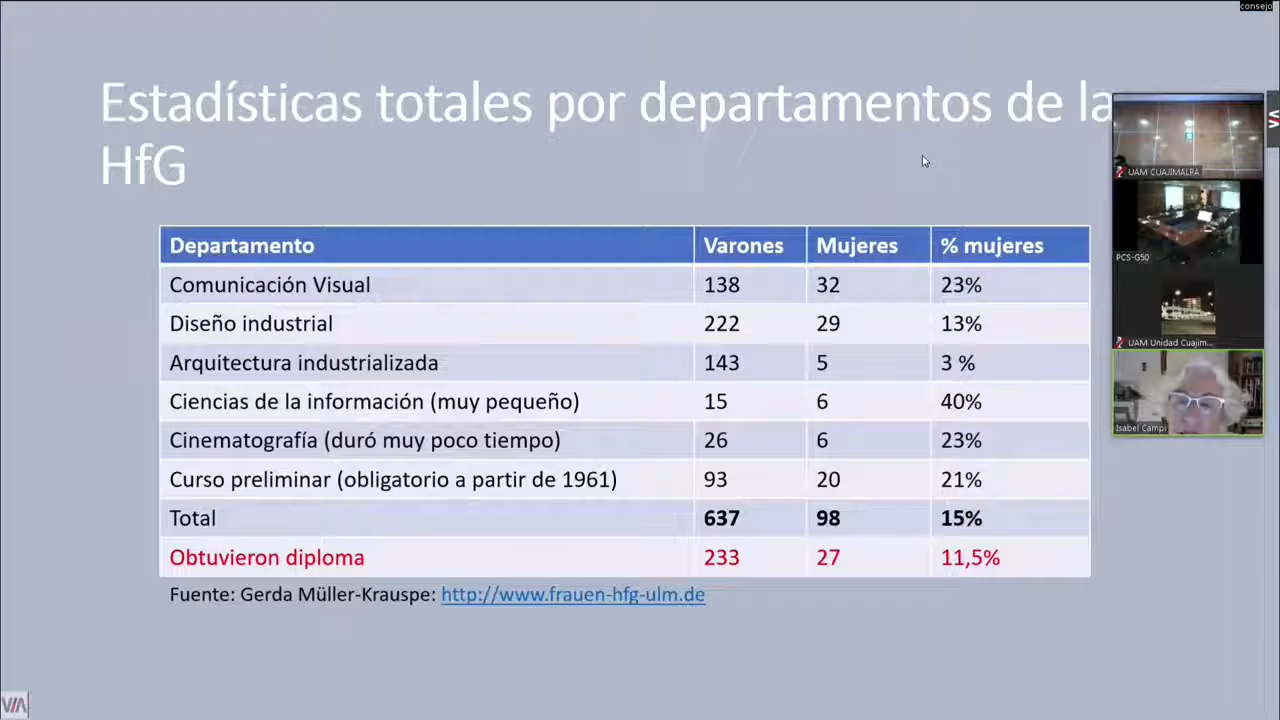 consejo
Estadísticas totales por departamentos de la
HfG
Departamento Varones Mujeres % mujeres
Comunicación Visual 138 32 23%
Diseño industrial 222 29 13%
Arquitectura industrializada 143 5 3 %
Ciencias de la información (muy pequeño) 15 6 40%
Cinematografía (duró muy poco tiempo) 26 6 23%
Curso preliminar (obligatorio a partir de 1961) 93 20 21%
Total 637 98 15%
Obtuvieron diploma 233 27 11,5%
Fuente: Gerda Müller-Krauspe: http://www.frauen-hfg-ulm.de
UAM CUAJIMALPA
PCS-G50
UAM Unidad Cuajim...
Isabel Campi